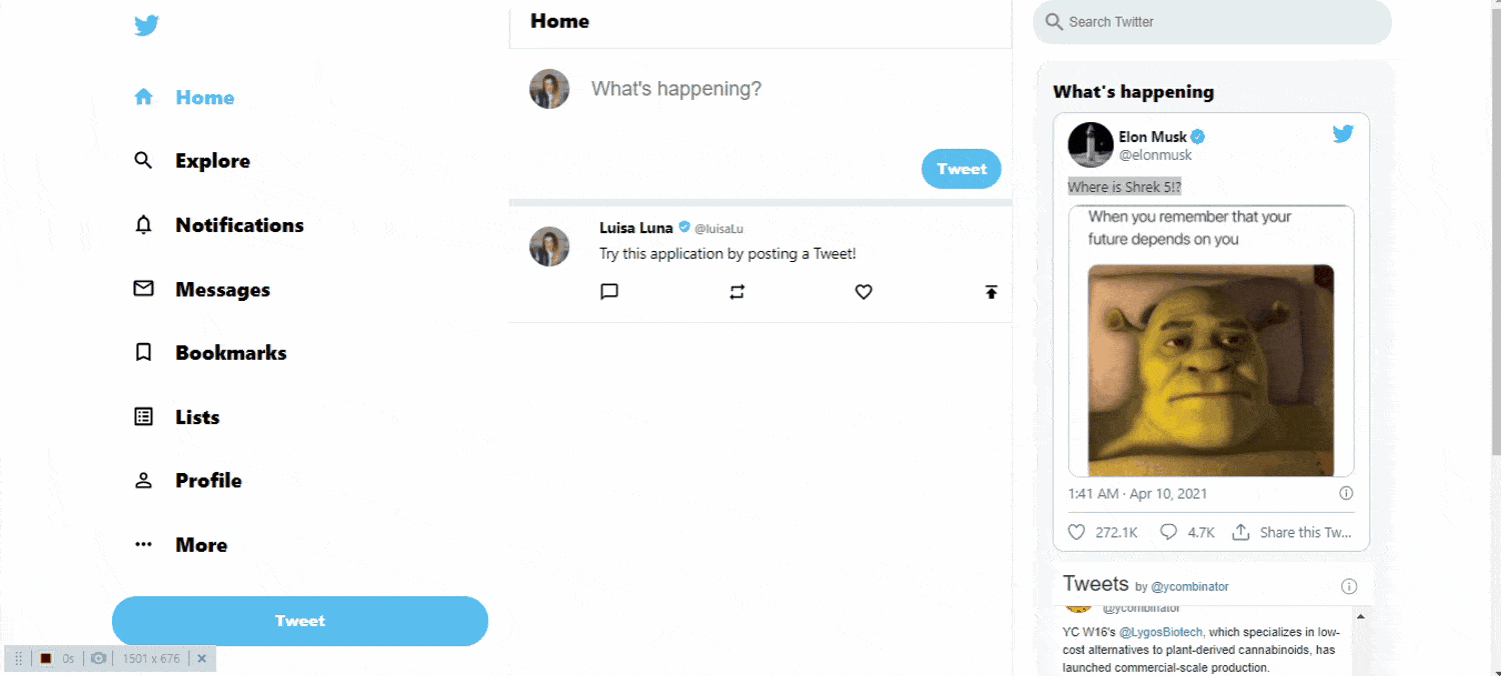 Home
Explore
Notifications
Messages
Bookmarks
Lists
Profile
More
Tweet
0s
1501 x 676
Home
What's happening?
Tweet
Luisa Luna @luisaLu
Try this application by posting a Tweet!
Search Twitter
What's happening
Elon Musk
@elonmusk
Where is Shrek 5!?
When you remember that your
future depends on you
1:41 AM · Apr 10, 2021
272.1K 4.7K Share this Tw...
Tweets by @ycombinator
@ycombinator
YC W16's @LygosBiotech, which specializes in low-
cost alternatives to plant-derived cannabinoids, has
launched commercial-scale production.